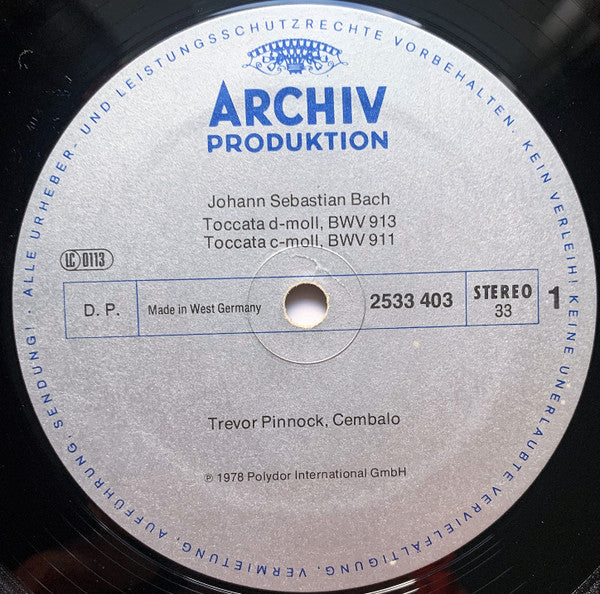 · ALLE URHEBER- UND LEISTUNGSSCHUTZRECHTE VORBEHALTEN· KEIN VERLEIH! KEINE UNERLAUBTE VERVIELFÄLTIGUNG, VERMIETUNG, AUFFÜHRUNG, SENDUNG!
ARCHIV
PRODUKTION
Johann Sebastian Bach
Toccata d-moll, BWV 913
Toccata c-moll, BWV 911
LC 0113
D. P.
Made in West Germany
2533 403
STEREO
33
1
Trevor Pinnock, Cembalo
℗ 1978 Polydor International GmbH